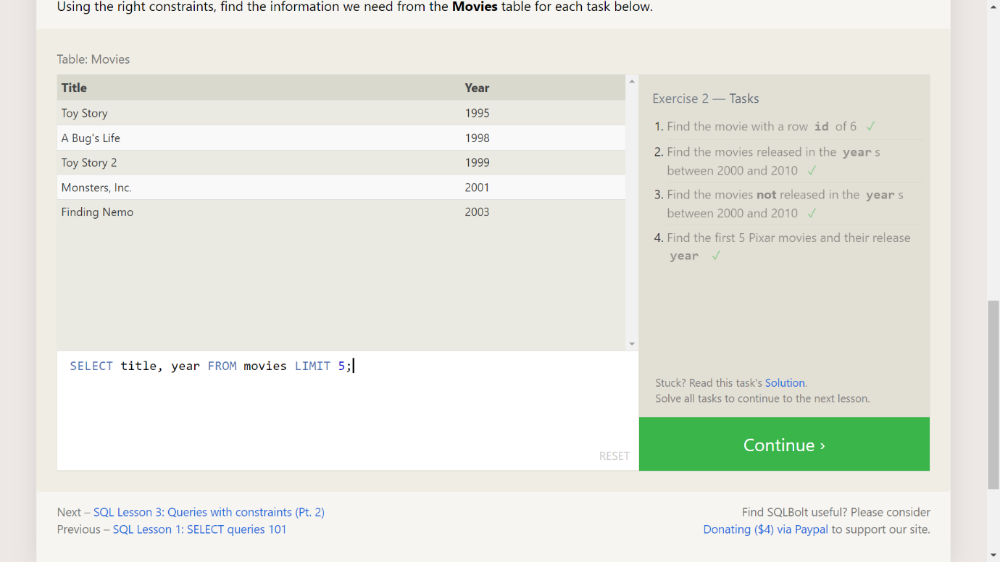 Using the right constraints, find the information we need from the Movies table for each task below.
Table: Movies
Title Year
Toy Story 1995
A Bug's Life 1998
Toy Story 2 1999
Monsters, Inc. 2001
Finding Nemo 2003
SELECT title, year FROM movies LIMIT 5;
RESET
Exercise 2 — Tasks
1. Find the movie with a row id of 6 ✓
2. Find the movies released in the year s
between 2000 and 2010 ✓
3. Find the movies not released in the year s
between 2000 and 2010 ✓
4. Find the first 5 Pixar movies and their release
year ✓
Stuck? Read this task's Solution.
Solve all tasks to continue to the next lesson.
Continue ›
Next – SQL Lesson 3: Queries with constraints (Pt. 2)
Previous – SQL Lesson 1: SELECT queries 101
Find SQLBolt useful? Please consider
Donating ($4) via Paypal to support our site.